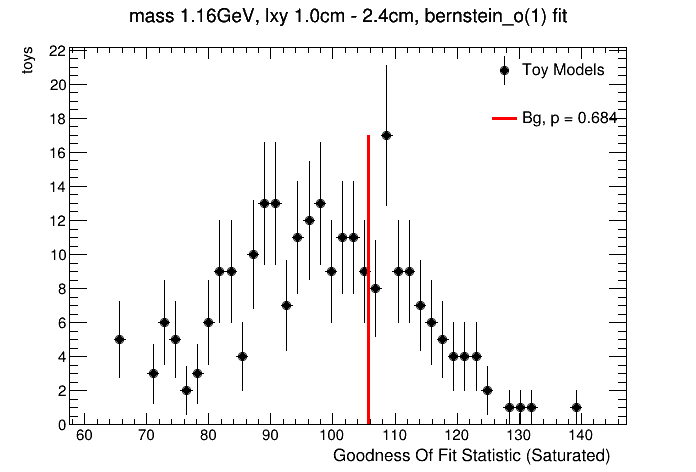 mass 1.16GeV, lxy 1.0cm - 2.4cm, bernstein_o(1) fit
toys
22
20
18
16
14
12
10
8
6
4
2
0
Toy Models
Bg, p = 0.684
60 70 80 90 100 110 120 130 140
Goodness Of Fit Statistic (Saturated)